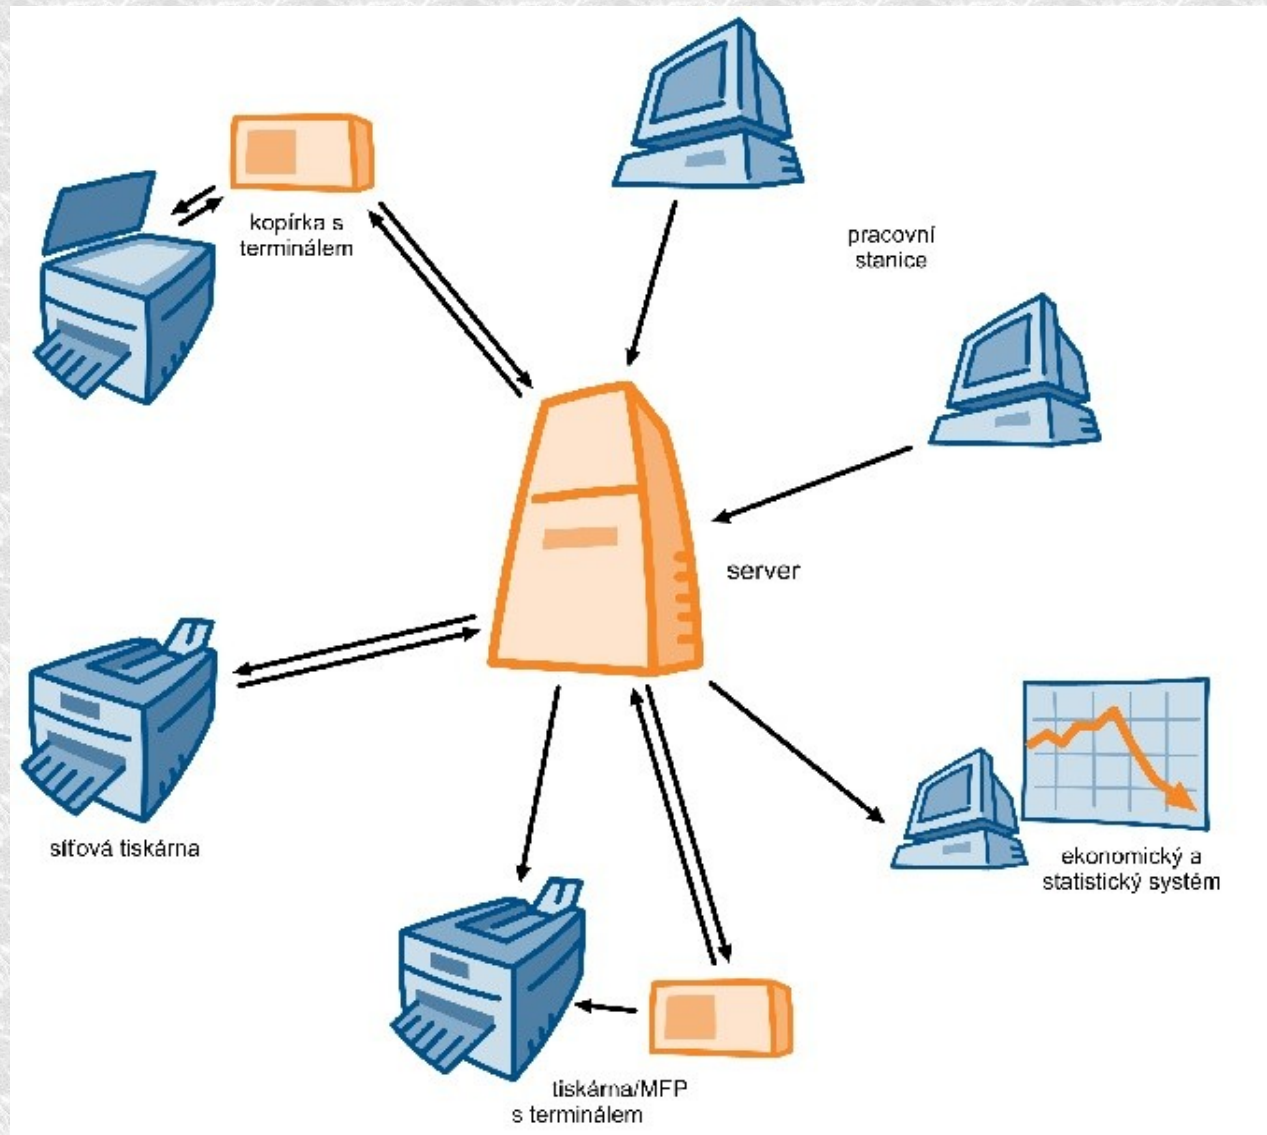 kopírka s
terminálem
pracovní
stanice
server
síťová tiskárna
ekonomický a
statistický systém
tiskárna/MFP
s terminálem